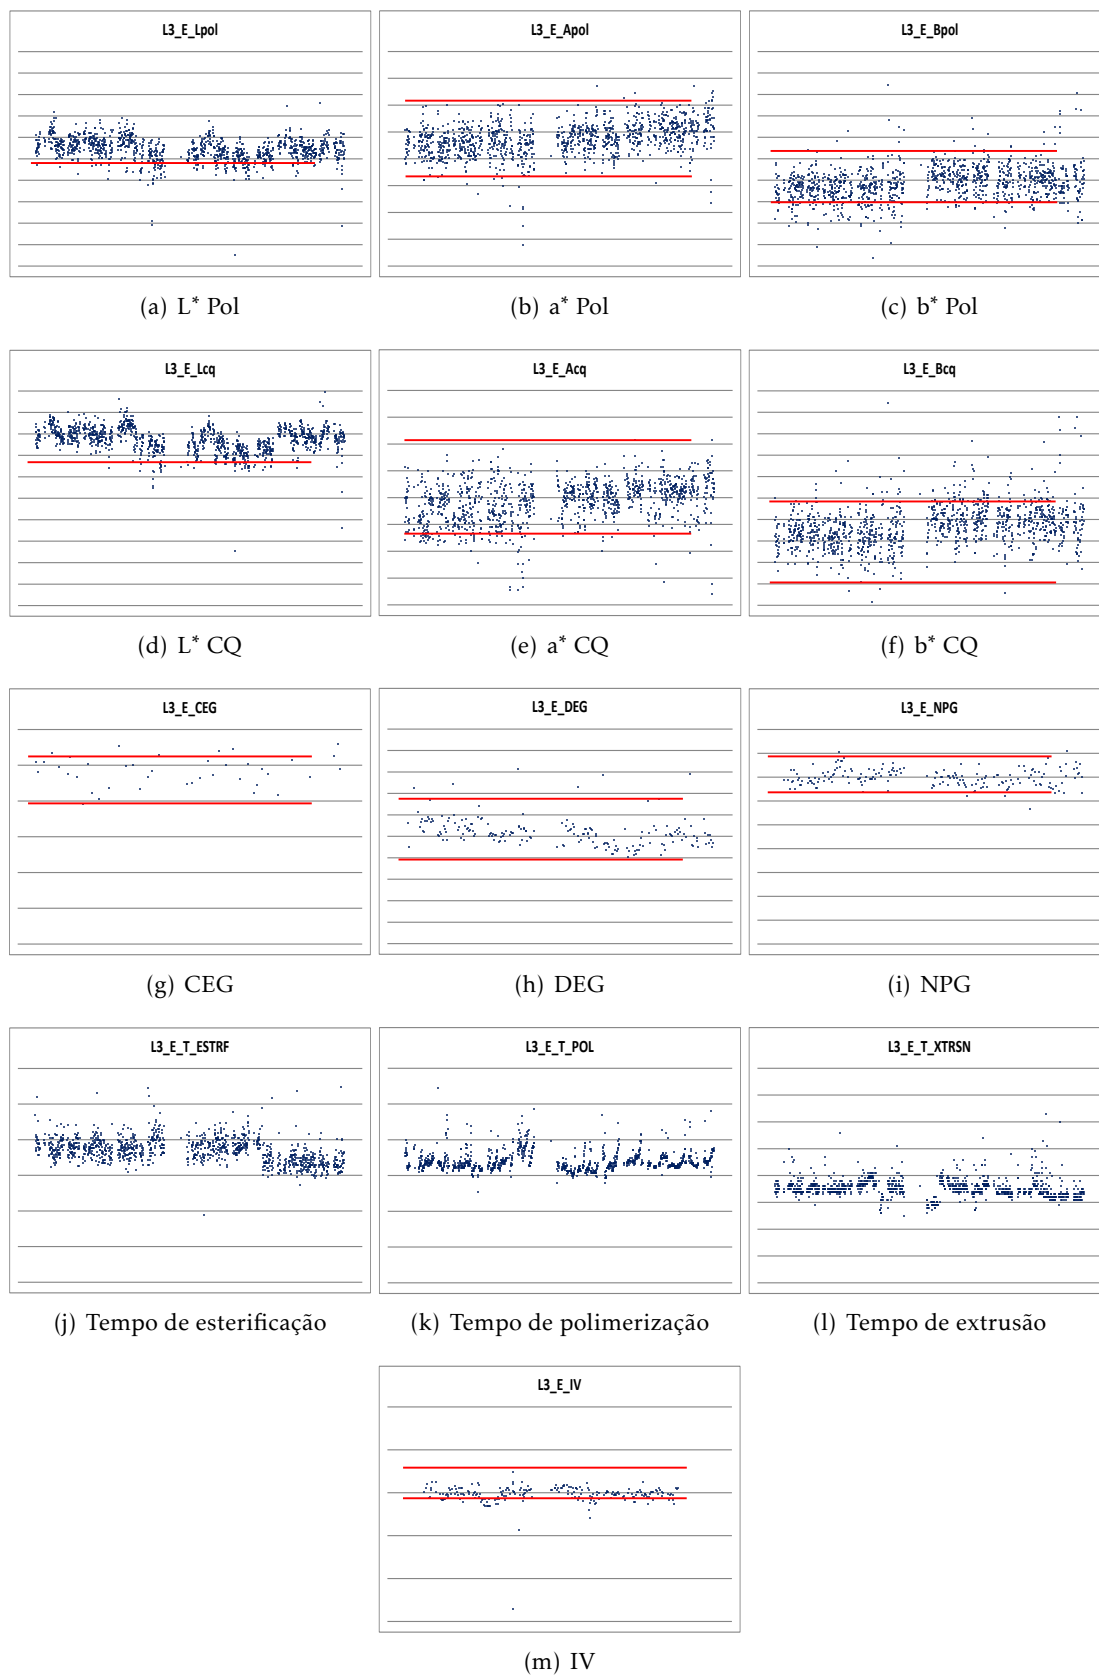 L3_E_Lpol
L3_E_Apol
L3_E_Bpol
(a) L* Pol
(b) a* Pol
(c) b* Pol
L3_E_Lcq
L3_E_Acq
L3_E_Bcq
(d) L* CQ
(e) a* CQ
(f) b* CQ
L3_E_CEG
L3_E_DEG
L3_E_NPG
(g) CEG
(h) DEG
(i) NPG
L3_E_T_ESTRF
L3_E_T_POL
L3_E_T_XTRSN
(j) Tempo de esterificação
(k) Tempo de polimerização
(l) Tempo de extrusão
L3_E_IV
(m) IV